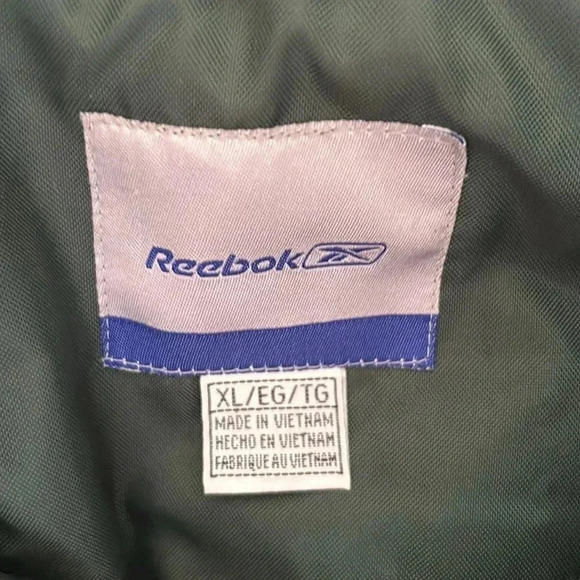 Reebok
XL/EG/TG
MADE IN VIETNAM
HECHO EN VIETNAM
FABRIQUE AU VIETNAM